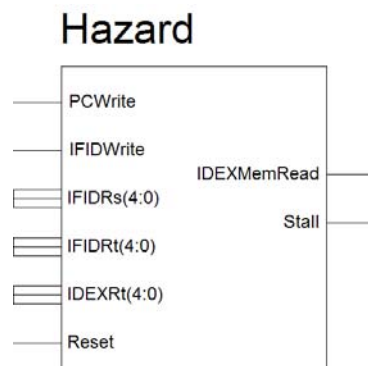 Hazard
PCWrite
IFIDWrite
IFIDRs(4:0)
IFIDRt(4:0)
IDEXRt(4:0)
Reset
IDEXMemRead
Stall